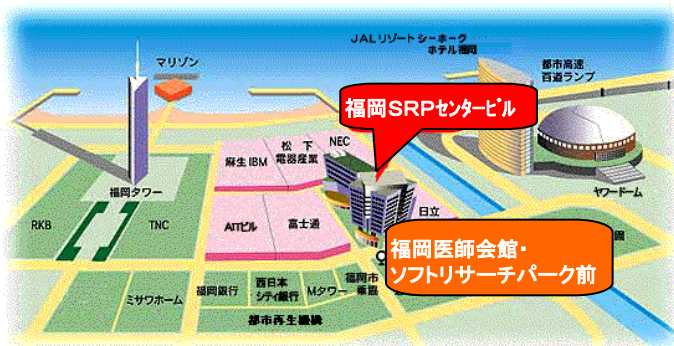 JALリゾートシーホーク
ホテル福岡
マリゾン
都市高速
百道ランプ
福岡SRPセンタービル
松下
電器産業
NEC
麻生IBM
福岡タワー
ヤフードーム
日立
RKB
TNC
AITビル
富士通
福岡医師会館・
ソフトリサーチパーク前
園
福岡市
福岡銀行
西日本
シティ銀行
Mタワー
ミサワホーム
都市再生機構